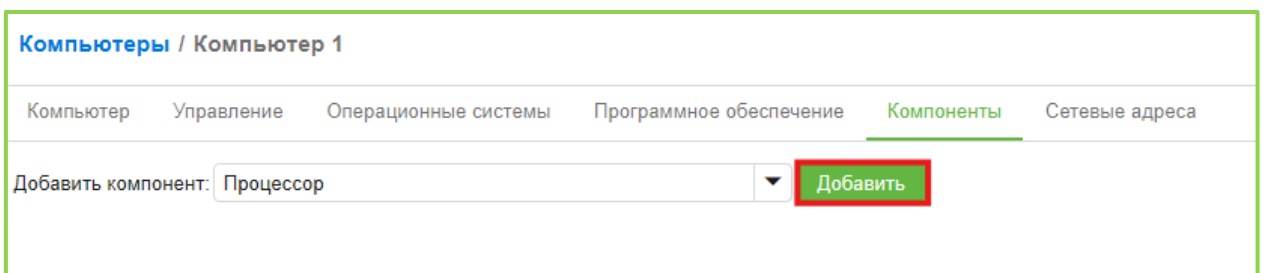 Компьютеры / Компьютер 1
Компьютер Управление Операционные системы Программное обеспечение Компоненты Сетевые адреса
Добавить компонент: Процессор Добавить